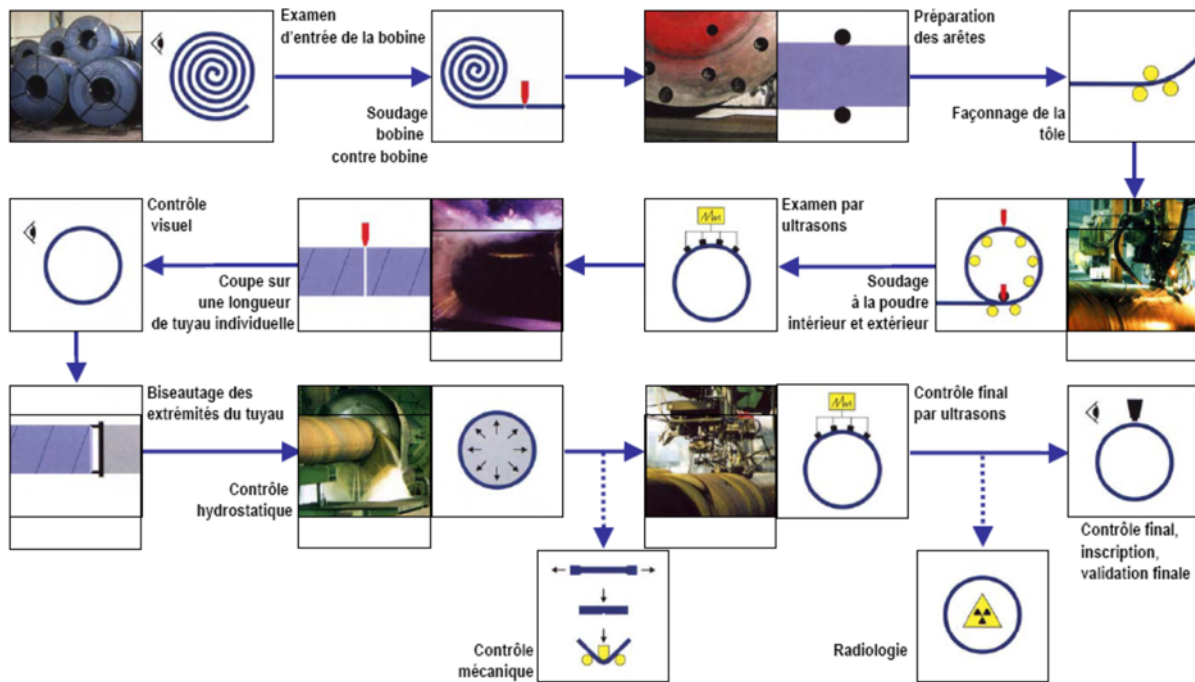 Examen
d'entrée de la bobine
Soudage
bobine
contre bobine
Préparation
des arêtes
Façonnage de la
tôle
Contrôle
visuel
Coupe sur
une longueur
de tuyau individuelle
Examen par
ultrasons
Soudage
à la poudre
intérieur et extérieur
Biseautage des
extrémités du tuyau
Contrôle
hydrostatique
Contrôle final
par ultrasons
Contrôle final,
inscription,
validation finale
Contrôle
mécanique
Radiologie